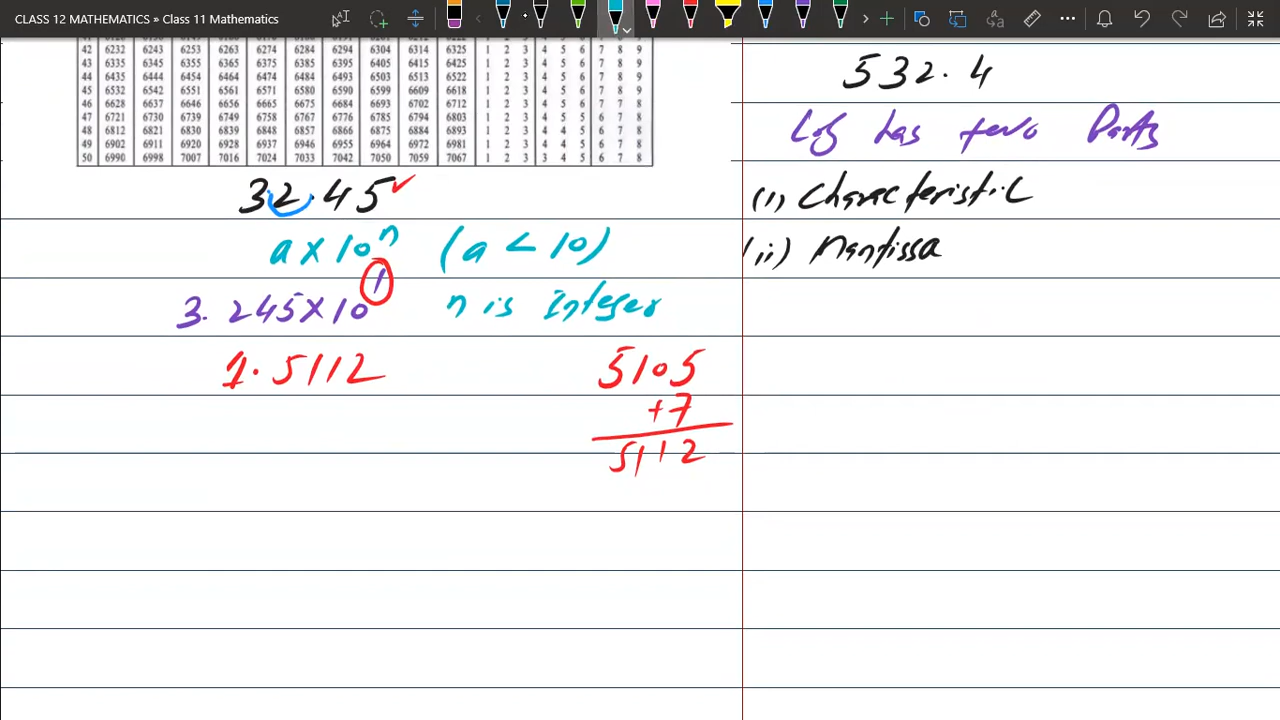 CLASS 12 MATHEMATICS » Class 11 Mathematics
42 6232 6243 6253 6263 6274 6284 6294 6304 6314 6325 1 2 3 4 5 6 7 8 9
43 6335 6345 6355 6365 6375 6385 6395 6405 6415 6425 1 2 3 4 5 6 7 8 9
44 6435 6444 6454 6464 6474 6484 6493 6503 6513 6522 1 2 3 4 5 6 7 8 9
45 6532 6542 6551 6561 6571 6580 6590 6599 6609 6618 1 2 3 4 5 6 7 8 9
46 6628 6637 6646 6656 6665 6675 6684 6693 6702 6712 1 2 3 4 5 6 7 7 8
47 6721 6730 6739 6749 6758 6767 6776 6785 6794 6803 1 2 3 4 5 5 6 7 8
48 6812 6821 6830 6839 6848 6857 6866 6875 6884 6893 1 2 3 4 4 5 6 7 8
49 6902 6911 6920 6928 6937 6946 6955 6964 6972 6981 1 2 3 4 4 5 6 7 8
50 6990 6998 7007 7016 7024 7033 7042 7050 7059 7067 1 2 3 3 4 5 6 7 8
32.45
a x 10^n (a < 10)
3.245 x 10^1 n is Integer
1.5112
5105
+7
5112
532.4
Log has two Parts
(i) Characteristic
(ii) Mantissa